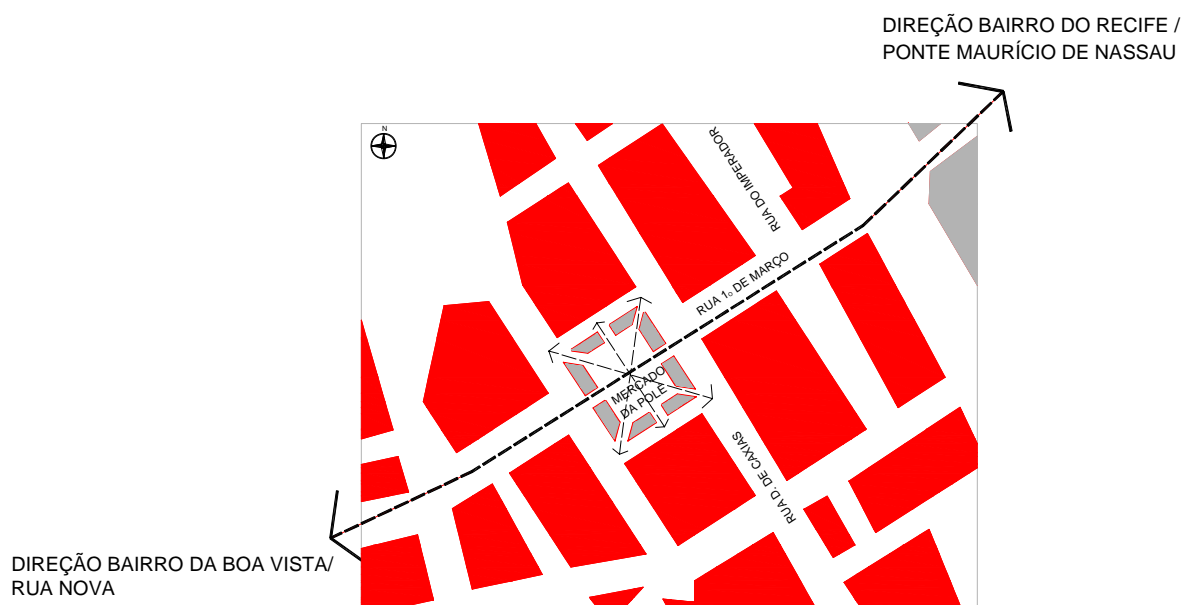 DIREÇÃO BAIRRO DO RECIFE /
PONTE MAURÍCIO DE NASSAU
N
RUA DO IMPERADOR
RUA 1o DE MARÇO
MERCADO
DA POLÉ
RUA D. DE CAXIAS
DIREÇÃO BAIRRO DA BOA VISTA/
RUA NOVA